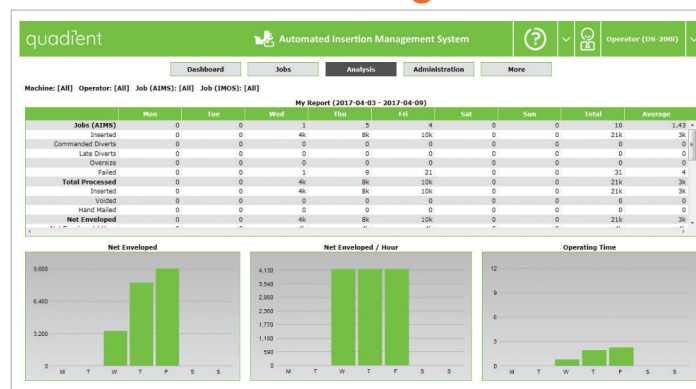 quadient Automated Insertion Management System Operator (DS-200i)
Dashboard Jobs Analysis Administration More
Machine: [All] Operator: [All] Job (AIMS): [All] Job (IMOS): [All]
My Report (2017-04-03 - 2017-04-09)
Mon Tue Wed Thu Fri Sat Sun Total Average
Jobs (AIMS) 0 0 1 5 4 0 0 10 1.43
Inserted 0 0 4k 8k 10k 0 0 21k 3k
Commanded Diverts 0 0 0 0 0 0 0 0 0
Late Diverts 0 0 0 0 0 0 0 0 0
Oversize 0 0 0 0 0 0 0 0 0
Failed 0 0 1 9 21 0 0 31 4
Total Processed 0 0 4k 8k 10k 0 0 21k 3k
Inserted 0 0 4k 8k 10k 0 0 21k 3k
Voided 0 0 0 0 0 0 0 0 0
Hand Mailed 0 0 0 0 0 0 0 0 0
Net Enveloped 0 0 4k 8k 10k 0 0 21k 3k
Net Enveloped Net Enveloped / Hour Operating Time
9,600
6,400
3,200
0
M T W T F S S
4,130
3,540
2,950
2,360
1,770
1,180
590
0
M T W T F S S
12
9
6
3
0
M T W T F S S